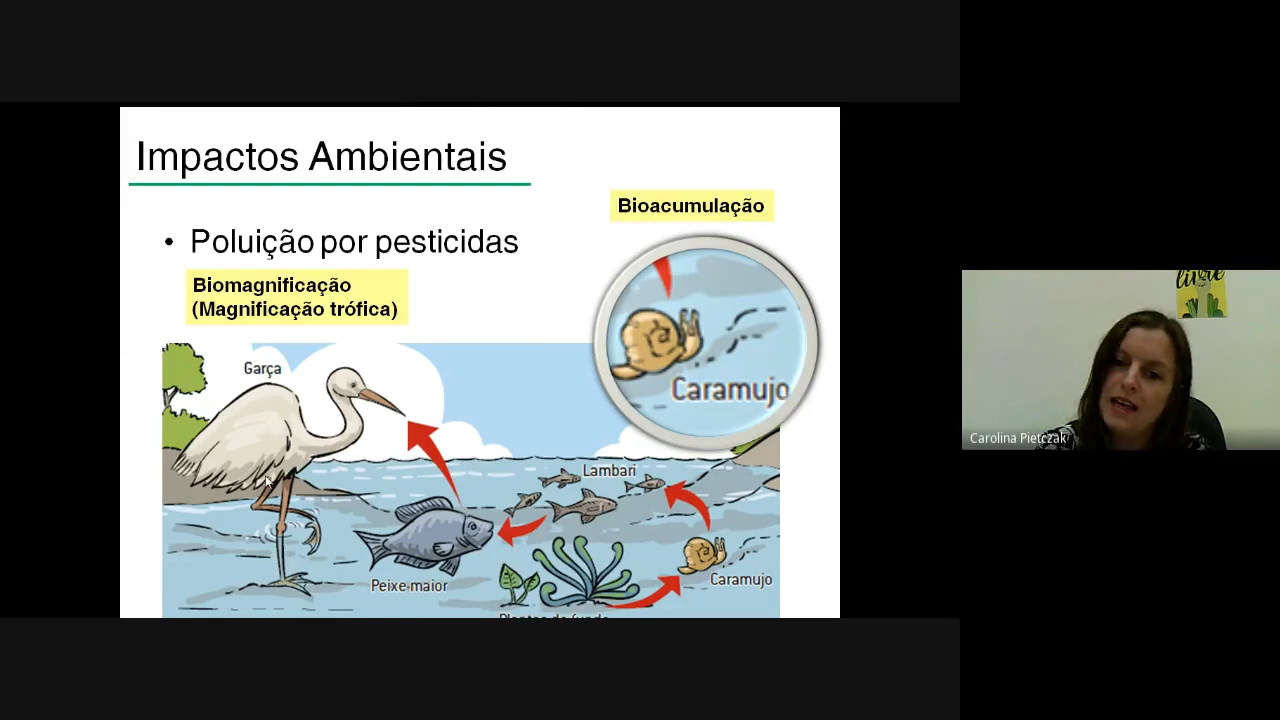 Impactos Ambientais
Bioacumulação
• Poluição por pesticidas
Biomagnificação
(Magnificação trófica)
Caramujo
Garça
Lambari
Peixe maior
Caramujo
Carolina Pietczak